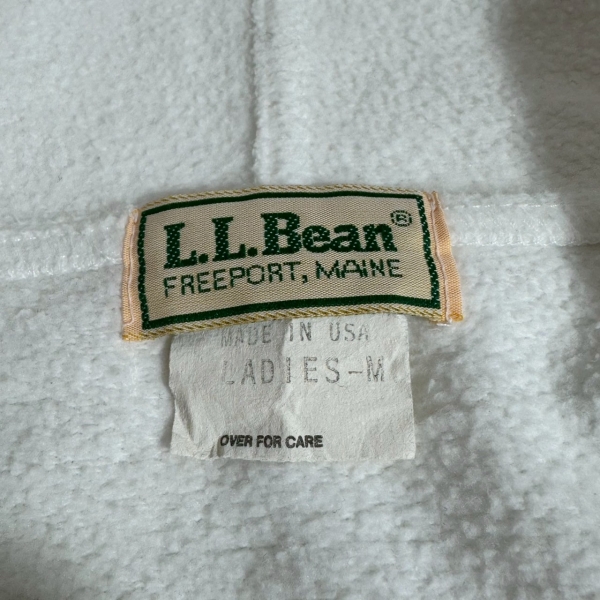 L.L.Bean®
FREEPORT, MAINE
MADE IN USA
LADIES-M
OVER FOR CARE